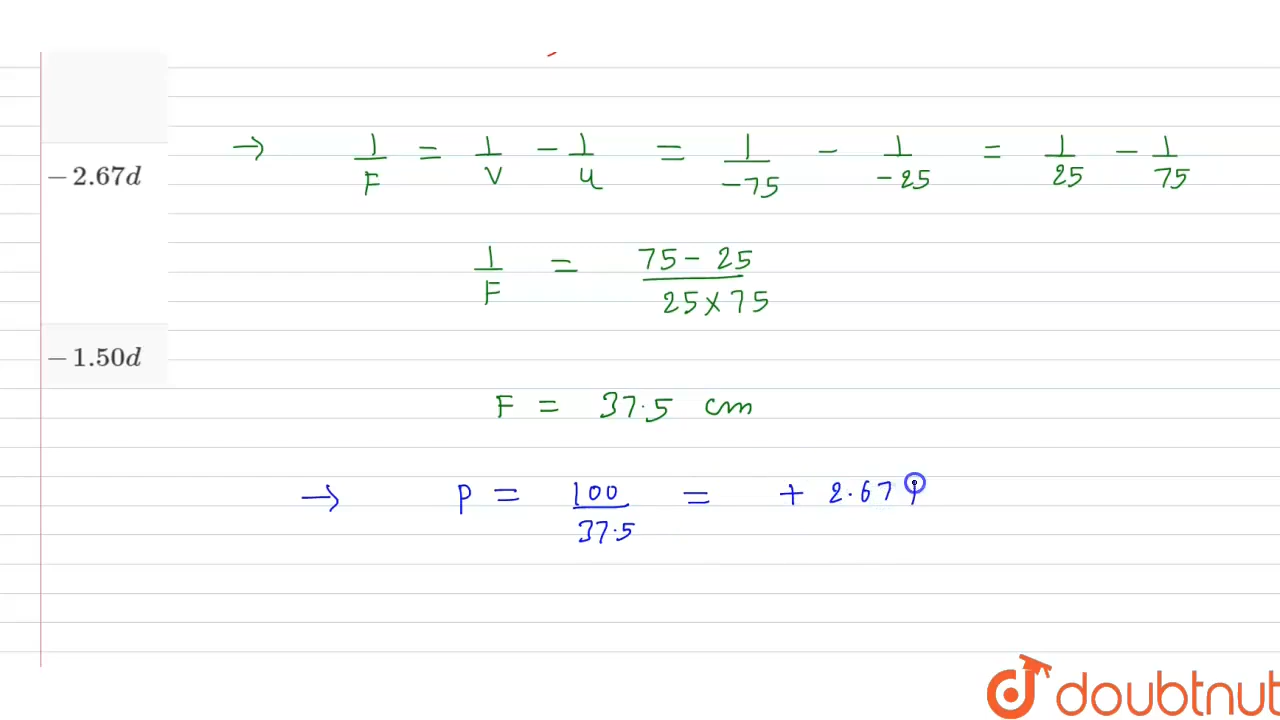 → 1/F = 1/V - 1/u = 1/-75 - 1/-25 = 1/25 - 1/75
- 2.67d
1/F = 75 - 25/25×75
- 1.50d
F = 37.5 cm
→ P = 100/37.5 = + 2.67
doubtnut